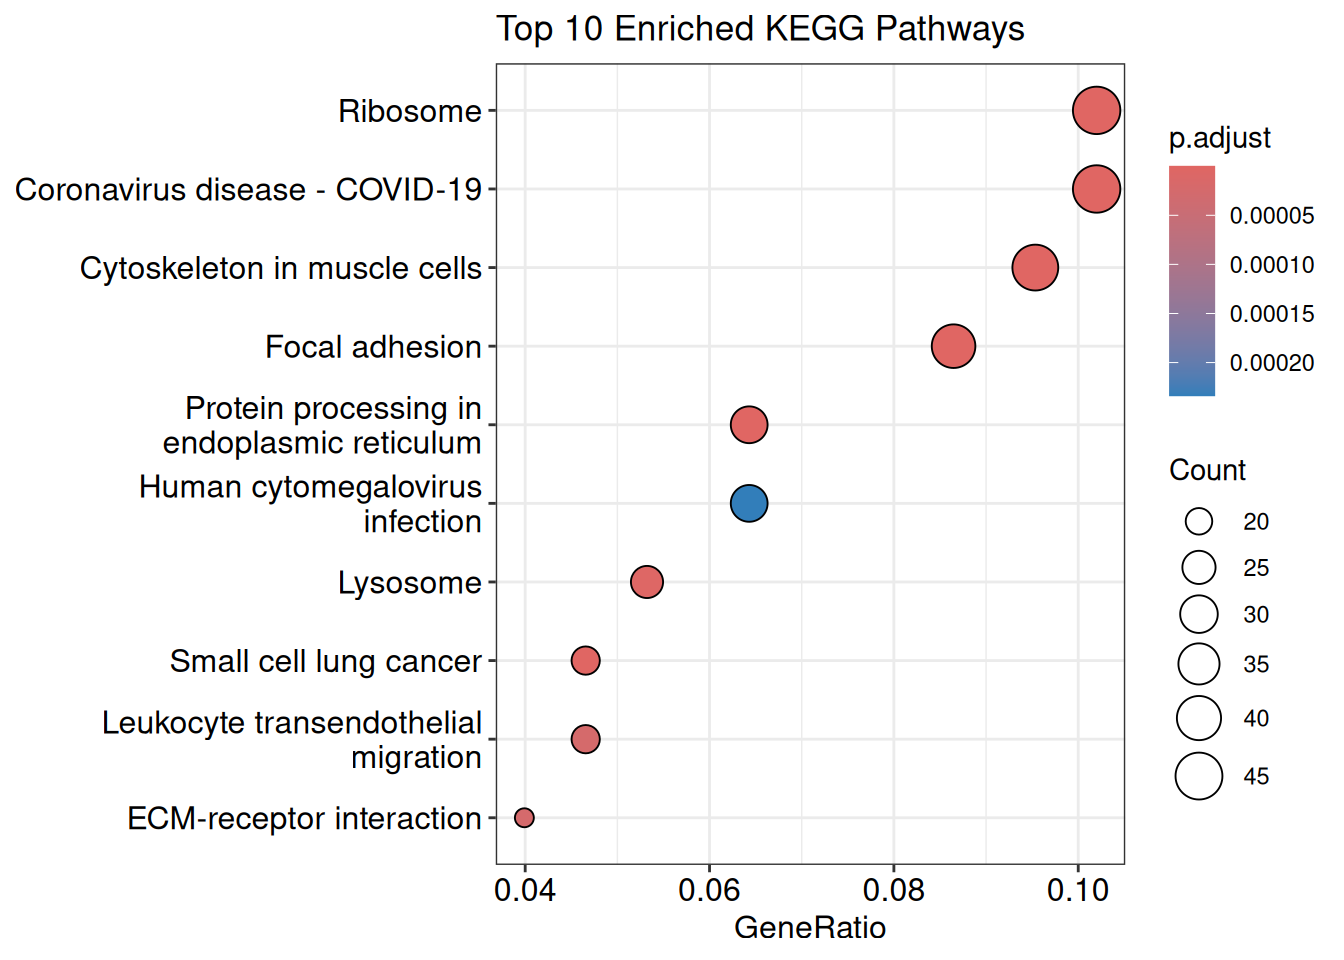 Top 10 Enriched KEGG Pathways
Ribosome
Coronavirus disease - COVID-19
Cytoskeleton in muscle cells
Focal adhesion
Protein processing in
endoplasmic reticulum
Human cytomegalovirus
infection
Lysosome
Small cell lung cancer
Leukocyte transendothelial
migration
ECM-receptor interaction
0.04 0.06 0.08 0.10
GeneRatio
p.adjust
0.00005
0.00010
0.00015
0.00020
Count
20
25
30
35
40
45